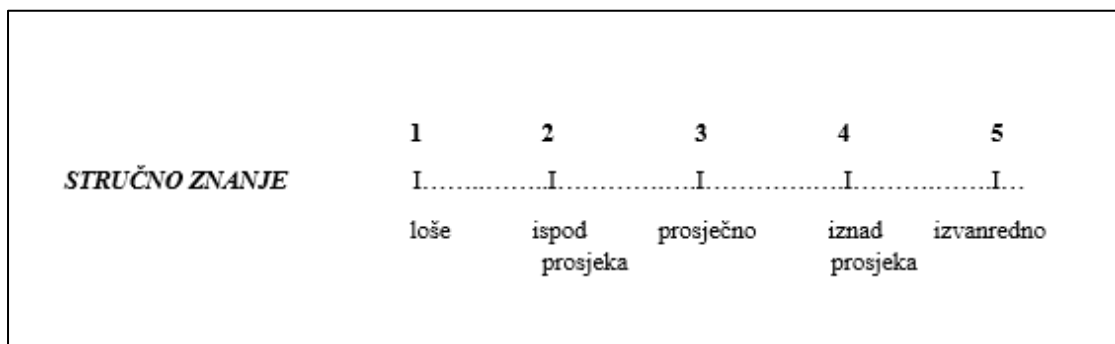 1 2 3 4 5
STRUČNO ZNANJE I……..……..I…………..…..I…………..….I………..…….I…
loše ispod prosječno iznad izvanredno
prosjeka prosjeka